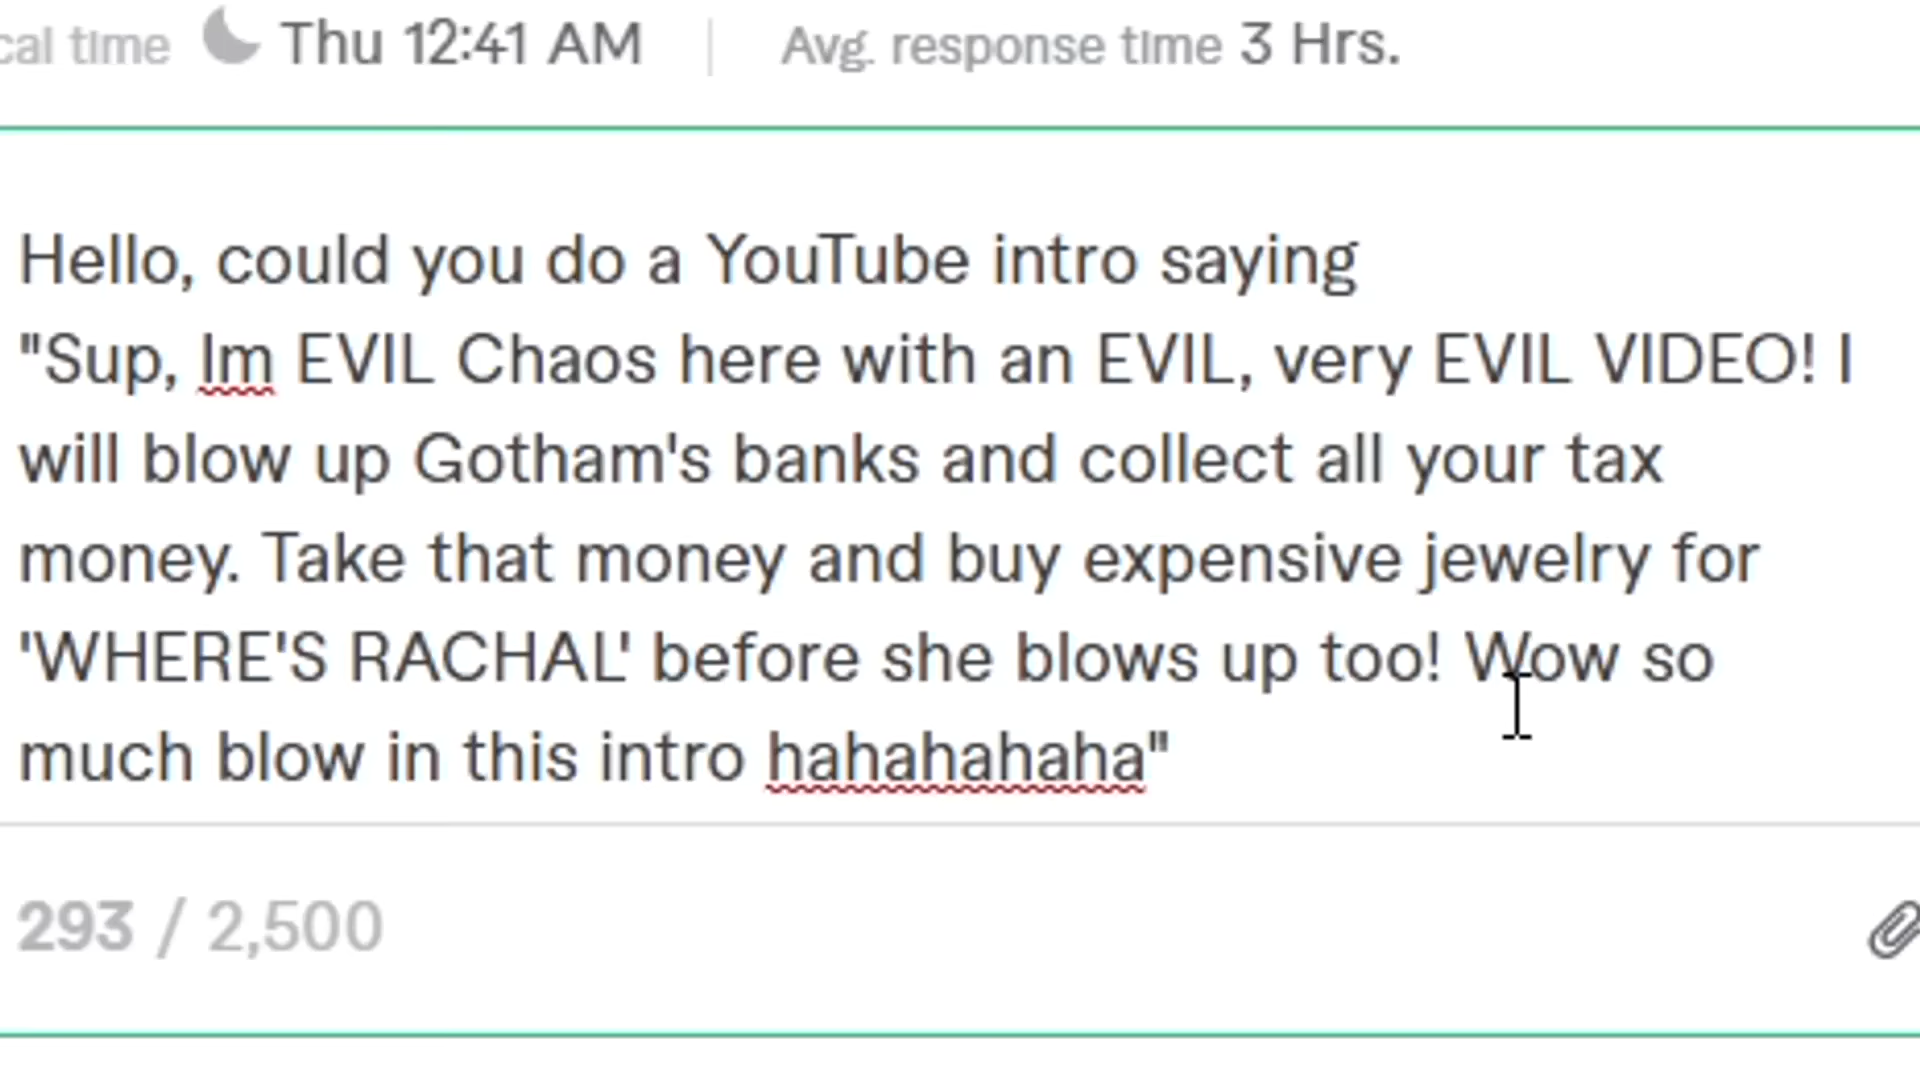 cal time Thu 12:41 AM Avg. response time 3 Hrs.
Hello, could you do a YouTube intro saying
"Sup, Im EVIL Chaos here with an EVIL, very EVIL VIDEO! I
will blow up Gotham's banks and collect all your tax
money. Take that money and buy expensive jewelry for
'WHERE'S RACHAL' before she blows up too! Wow so
much blow in this intro hahahahaha"
293 / 2,500